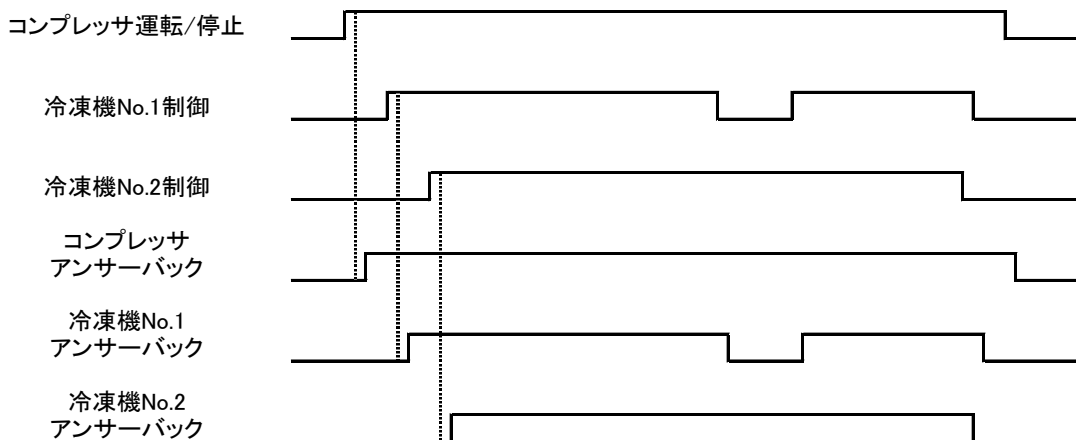 コンプレッサ運転/停止
冷凍機No.1制御
冷凍機No.2制御
コンプレッサ
アンサーバック
冷凍機No.1
アンサーバック
冷凍機No.2
アンサーバック